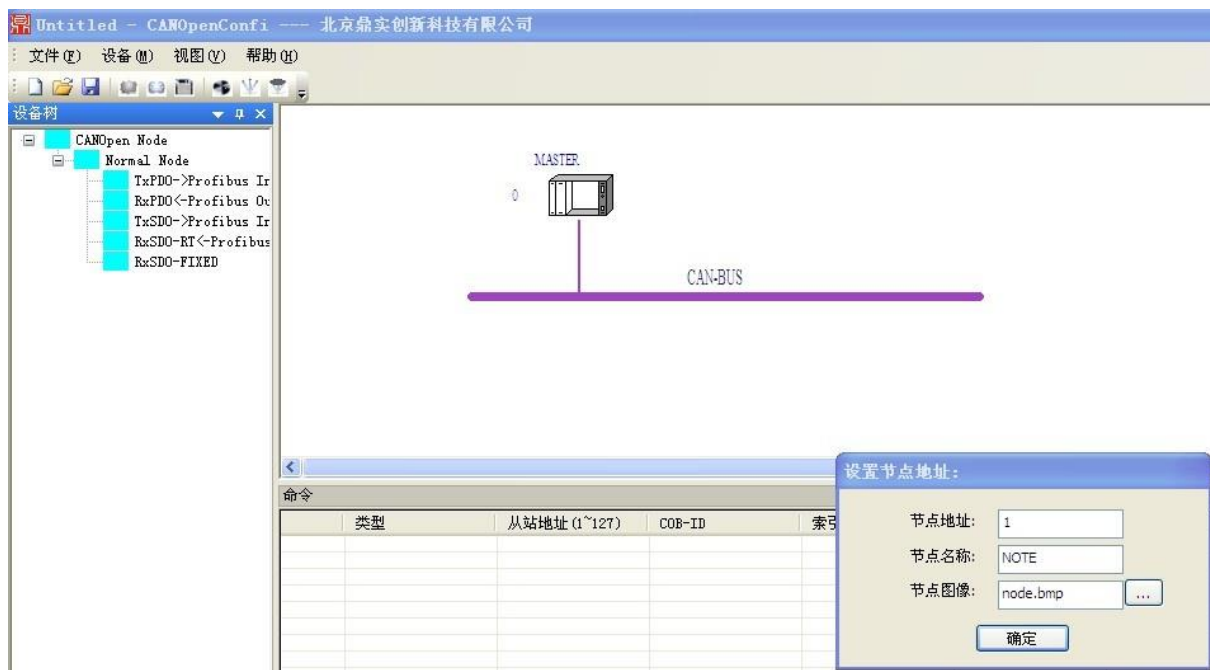 鼎 Untitled - CANOpenConfi --- 北京鼎实创新科技有限公司
文件(F) 设备(M) 视图(V) 帮助(H)
设备树
CANOpen Node
Normal Node
TxPDO->Profibus In
RxPDO<-Profibus Ou
TxSDO->Profibus In
RxSDO-RT<-Profibus
RxSDO-FIXED
MASTER
0
CAN-BUS
命令
类型 从站地址(1~127) COB-ID 索引
设置节点地址:
节点地址: 1
节点名称: NOTE
节点图像: node.bmp ...
确定